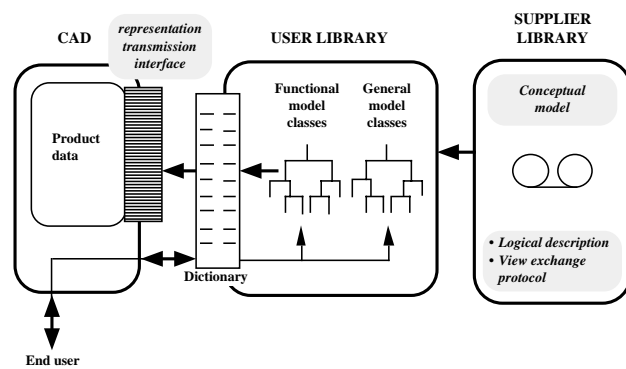 CAD
representation
transmission
interface
USER LIBRARY
SUPPLIER
LIBRARY
Product
data
Functional
model
classes
General
model
classes
Conceptual
model
• Logical description
• View exchange
protocol
Dictionary
End user